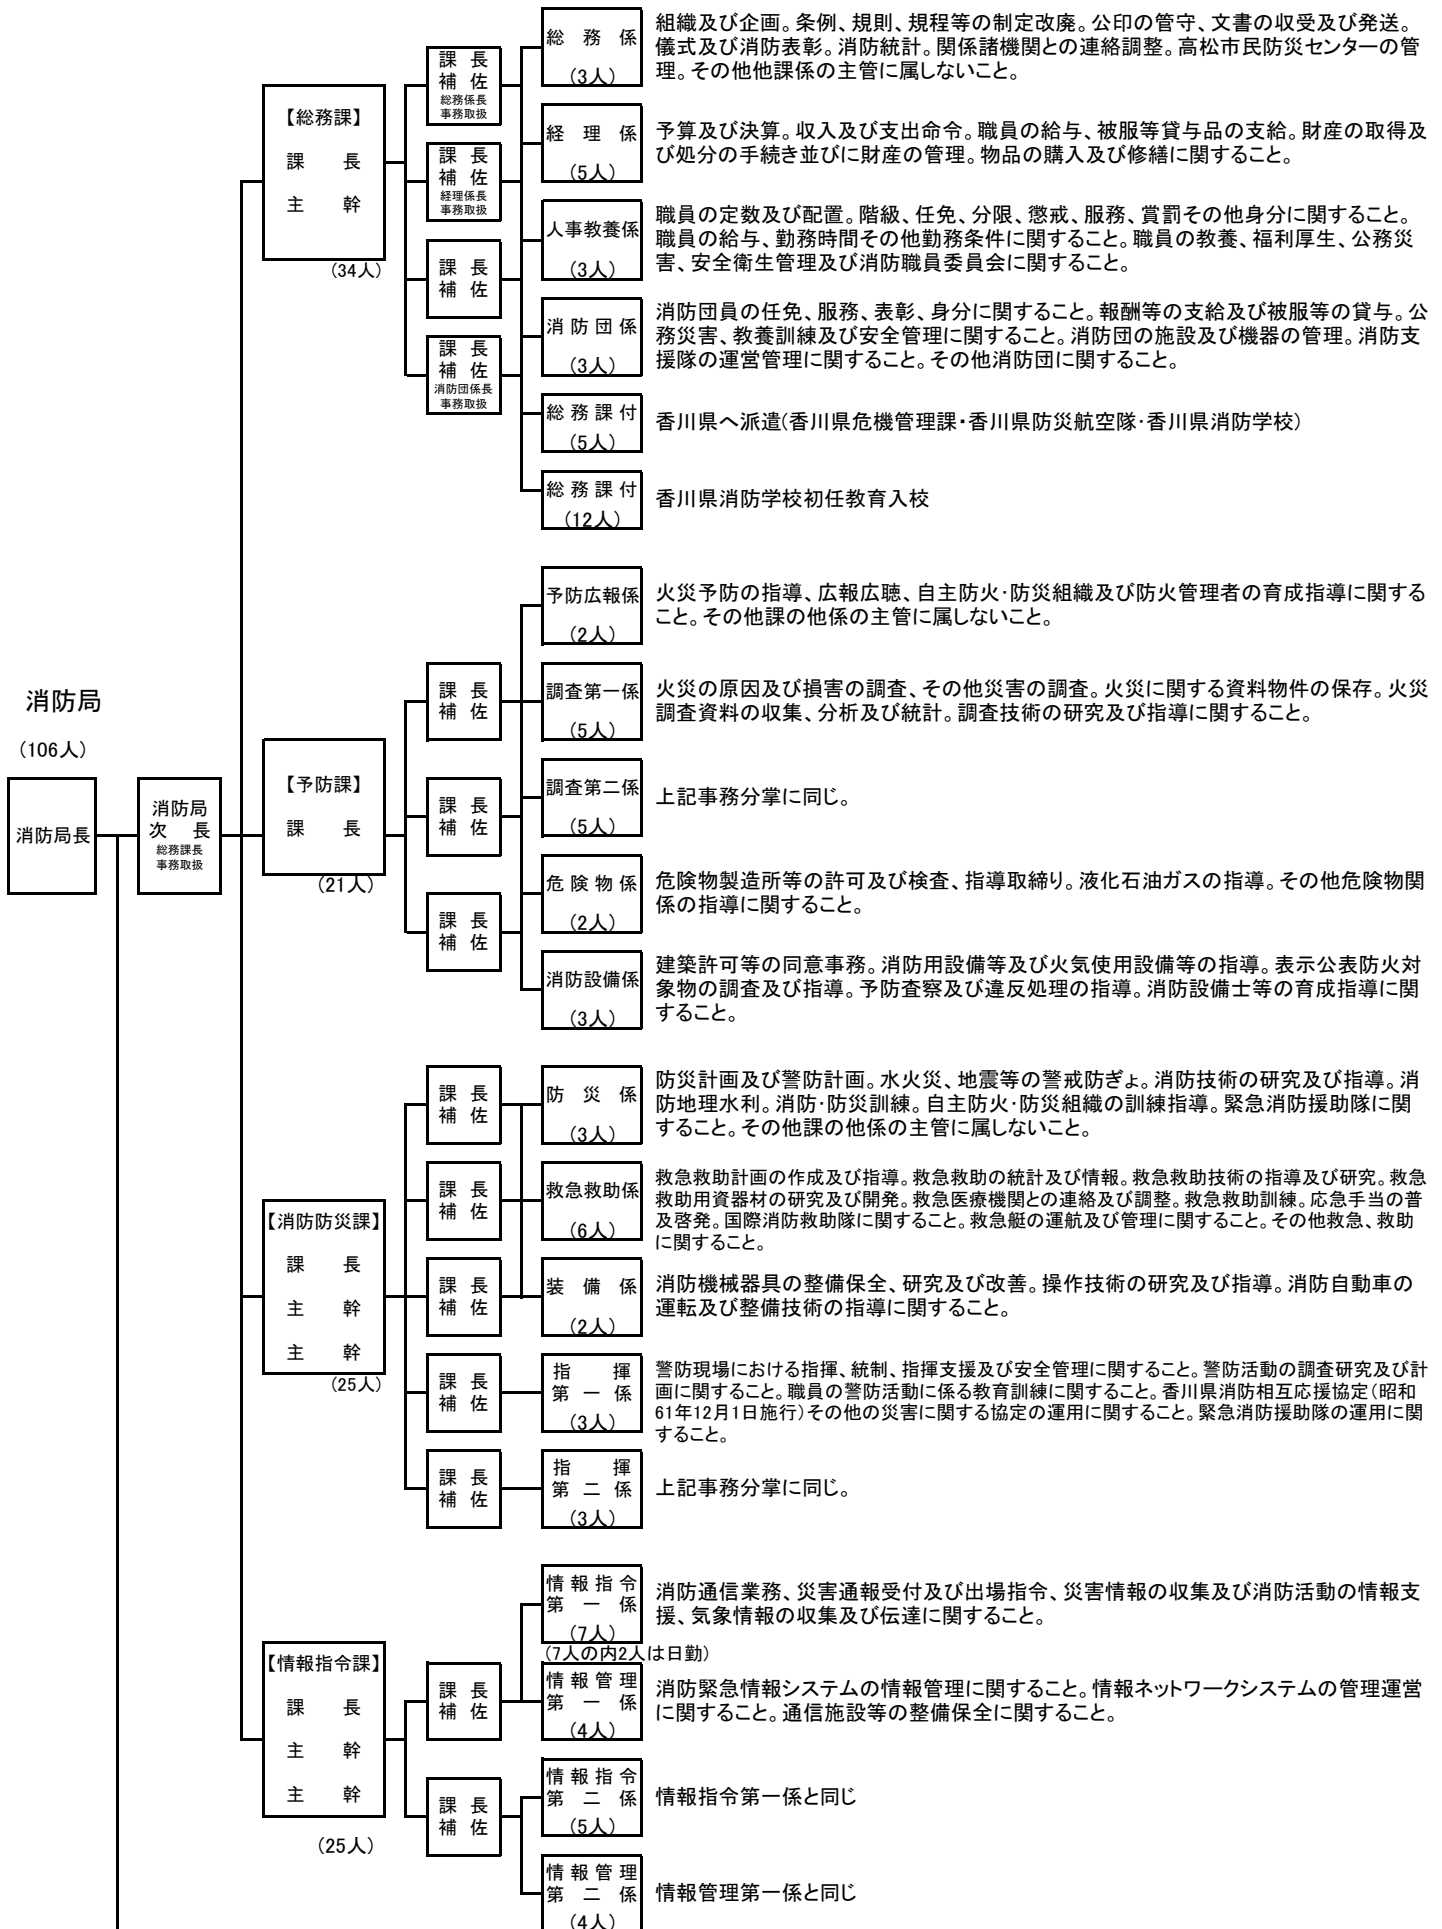 消防局
(106人)
消防局長
消防局
次　長
総務課長
事務取扱
【総務課】
課　長
主　幹
(34人)
課 長
補 佐
総務係長
事務取扱
課 長
補 佐
経理係長
事務取扱
課 長
補 佐
課 長
補 佐
消防団係長
事務取扱
総 務 係
(3人)
組織及び企画。条例、規則、規程等の制定改廃。公印の管守、文書の収受及び発送。
儀式及び消防表彰。消防統計。関係諸機関との連絡調整。高松市民防災センターの管
理。その他他課係の主管に属しないこと。
経 理 係
(5人)
予算及び決算。収入及び支出命令。職員の給与、被服等貸与品の支給。財産の取得及
び処分の手続き並びに財産の管理。物品の購入及び修繕に関すること。
人事教養係
(3人)
職員の定数及び配置。階級、任免、分限、懲戒、服務、賞罰その他身分に関すること。
職員の給与、勤務時間その他勤務条件に関すること。職員の教養、福利厚生、公務災
害、安全衛生管理及び消防職員委員会に関すること。
消 防 団 係
(3人)
消防団員の任免、服務、表彰、身分に関すること。報酬等の支給及び被服等の貸与。公
務災害、教養訓練及び安全管理に関すること。消防団の施設及び機器の管理。消防支
援隊の運営管理に関すること。その他消防団に関すること。
総 務 課 付
(5人)
香川県へ派遣(香川県危機管理課・香川県防災航空隊・香川県消防学校)
総 務 課 付
(12人)
香川県消防学校初任教育入校
【予防課】
課　長
(21人)
課 長
補 佐
課 長
補 佐
課 長
補 佐
予防広報係
(2人)
火災予防の指導、広報広聴、自主防火・防災組織及び防火管理者の育成指導に関する
こと。その他課の他係の主管に属しないこと。
調査第一係
(5人)
火災の原因及び損害の調査、その他災害の調査。火災に関する資料物件の保存。火災
調査資料の収集、分析及び統計。調査技術の研究及び指導に関すること。
調査第二係
(5人)
上記事務分掌に同じ。
危 険 物 係
(2人)
危険物製造所等の許可及び検査、指導取締り。液化石油ガスの指導。その他危険物関
係の指導に関すること。
消防設備係
(3人)
建築許可等の同意事務。消防用設備等及び火気使用設備等の指導。表示公表防火対
象物の調査及び指導。予防査察及び違反処理の指導。消防設備士等の育成指導に関
すること。
【消防防災課】
課　長
主　幹
主　幹
(25人)
課 長
補 佐
課 長
補 佐
課 長
補 佐
課 長
補 佐
課 長
補 佐
防 災 係
(3人)
防災計画及び警防計画。水火災、地震等の警戒防ぎょ。消防技術の研究及び指導。消
防地理水利。消防・防災訓練。自主防火・防災組織の訓練指導。緊急消防援助隊に関
すること。その他課の他係の主管に属しないこと。
救急救助係
(6人)
救急救助計画の作成及び指導。救急救助の統計及び情報。救急救助技術の指導及び研究。救急
救助用資器材の研究及び開発。救急医療機関との連絡及び調整。救急救助訓練。応急手当の普
及啓発。国際消防救助隊に関すること。救急艇の運航及び管理に関すること。その他救急、救助
に関すること。
装 備 係
(2人)
消防機械器具の整備保全、研究及び改善。操作技術の研究及び指導。消防自動車の
運転及び整備技術の指導に関すること。
指　揮
第 一 係
(3人)
警防現場における指揮、統制、指揮支援及び安全管理に関すること。警防活動の調査研究及び計
画に関すること。職員の警防活動に係る教育訓練に関すること。香川県消防相互応援協定(昭和
61年12月1日施行)その他の災害に関する協定の運用に関すること。緊急消防援助隊の運用に関
すること。
指　揮
第 二 係
(3人)
上記事務分掌に同じ。
【情報指令課】
課　長
主　幹
主　幹
(25人)
課 長
補 佐
課 長
補 佐
情 報 指 令
第 一 係
(7人)
(7人の内2人は日勤)
消防通信業務、災害通報受付及び出場指令、災害情報の収集及び消防活動の情報支
援、気象情報の収集及び伝達に関すること。
情 報 管 理
第 一 係
(4人)
消防緊急情報システムの情報管理に関すること。情報ネットワークシステムの管理運営
に関すること。通信施設等の整備保全に関すること。
情 報 指 令
第 二 係
(5人)
情報指令第一係と同じ
情 報 管 理
第 二 係
(4人)
情報管理第一係と同じ